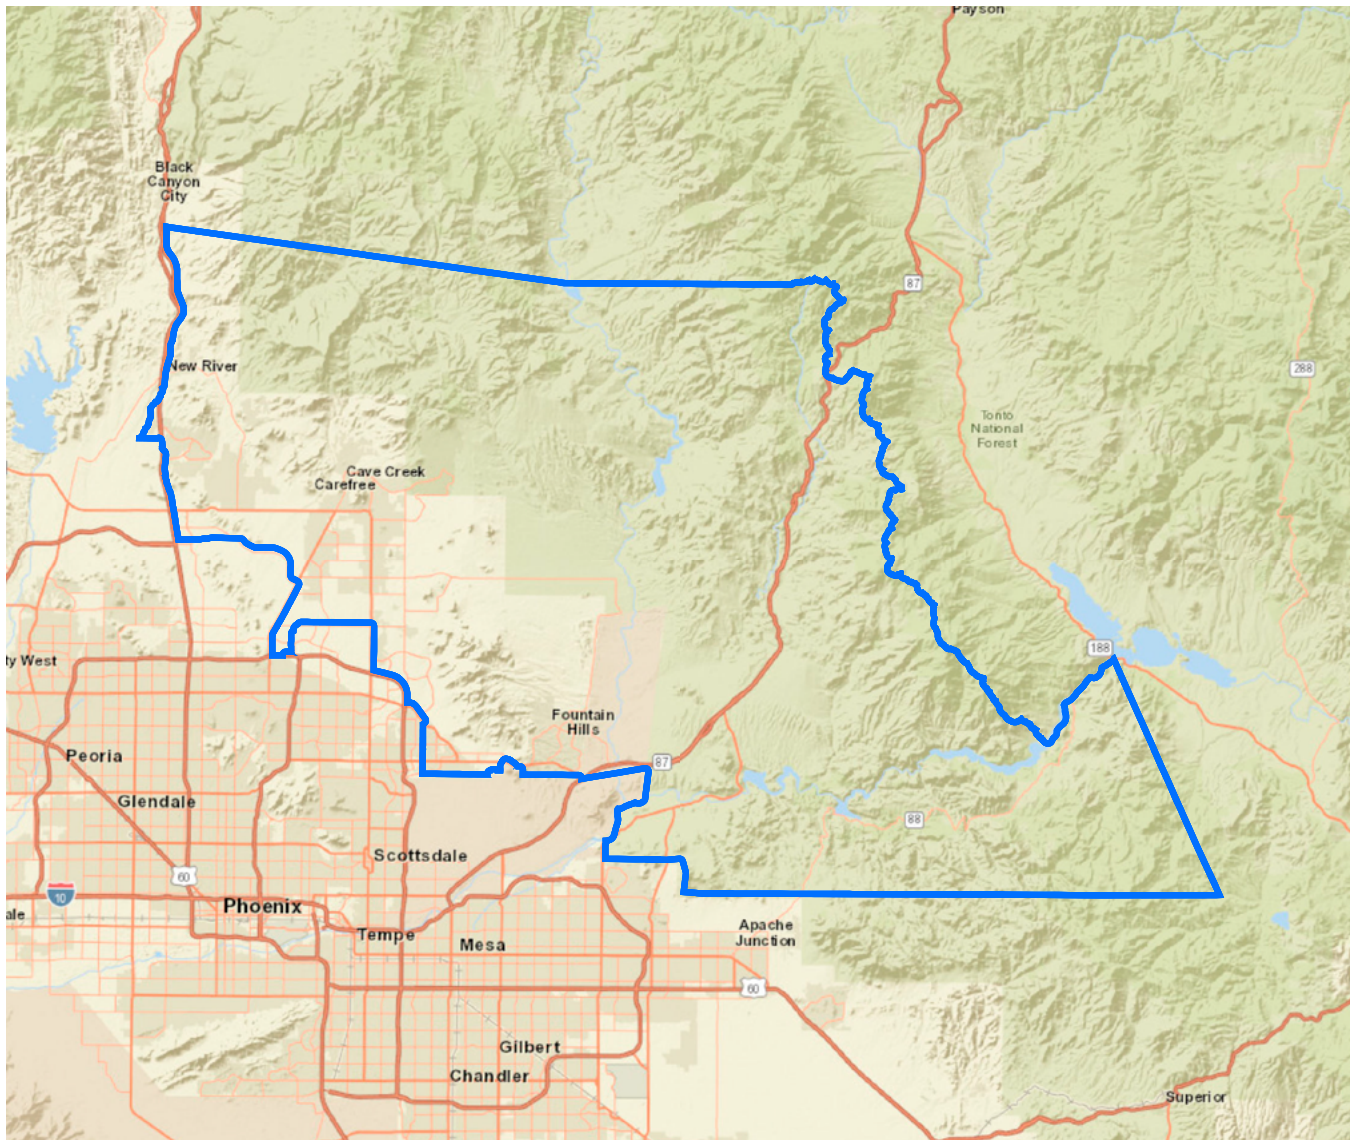 Payson
Black
Canyon
City
87
New River
288
Tonto
National
Forest
Cave Creek
Carefree
188
ty West
Fountain
Hills
Peoria
87
Glendale
88
Scottsdale
60
10
Phoenix
ale
Tempe
Mesa
Apache
Junction
60
Gilbert
Chandler
Superior